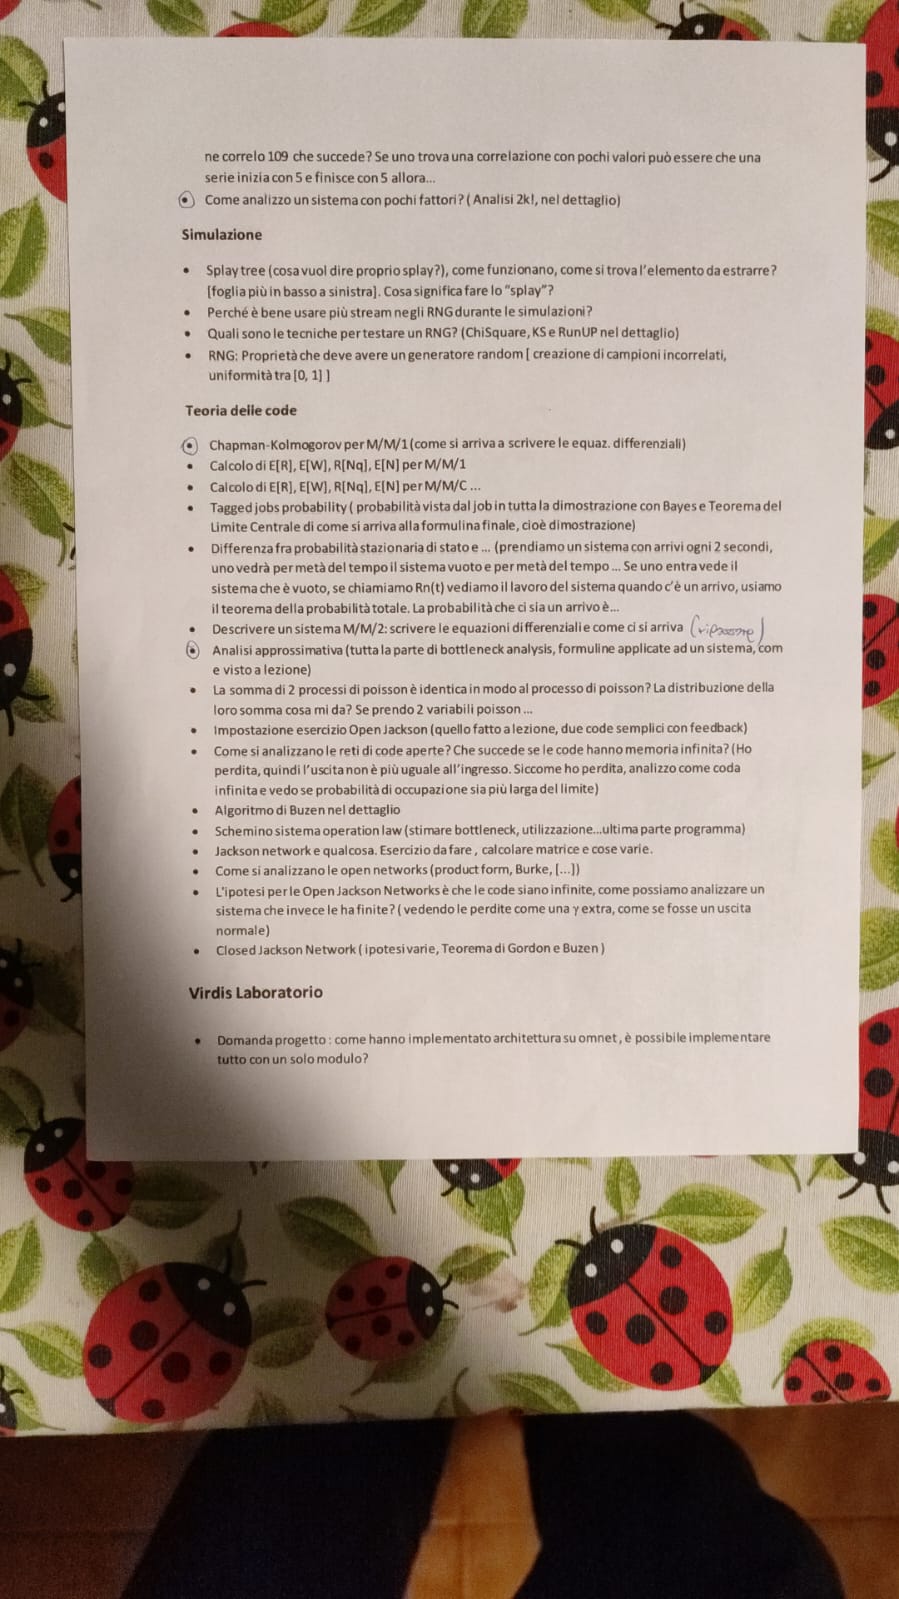 ne correlo 109 che succede? Se uno trova una correlazione con pochi valori può essere che una
serie inizia con 5 e finisce con 5 allora...
Come analizzo un sistema con pochi fattori? ( Analisi 2k!, nel dettaglio)
Simulazione
Splay tree (cosa vuol dire proprio splay?), come funzionano, come si trova l'elemento da estrarre?
[foglia più in basso a sinistra]. Cosa significa fare lo "splay"?
Perché è bene usare più stream negli RNG durante le simulazioni?
Quali sono le tecniche per testare un RNG? (ChiSquare, KS e RunUP nel dettaglio)
RNG: Proprietà che deve avere un generatore random [ creazione di campioni incorrelati,
uniformità tra [0, 1] ]
Teoria delle code
Chapman-Kolmogorov per M/M/1 (come si arriva a scrivere le equaz. differenziali)
Calcolo di E[R], E[W], R[Nq], E[N] per M/M/1
Calcolo di E[R], E[W], R[Nq], E[N] per M/M/C ...
Tagged jobs probability ( probabilità vista dal job in tutta la dimostrazione con Bayes e Teorema del
Limite Centrale di come si arriva alla formulina finale, cioè dimostrazione)
Differenza fra probabilità stazionaria di stato e ... (prendiamo un sistema con arrivi ogni 2 secondi,
uno vedrà per metà del tempo il sistema vuoto e per metà del tempo ... Se uno entra vede il
sistema che è vuoto, se chiamiamo Rn(t) vediamo il lavoro del sistema quando c'è un arrivo, usiamo
il teorema della probabilità totale. La probabilità che ci sia un arrivo è...
Descrivere un sistema M/M/2: scrivere le equazioni differenziali e come ci si arriva
Analisi approssimativa (tutta la parte di bottleneck analysis, formuline applicate ad un sistema, com
e visto a lezione)
La somma di 2 processi di poisson è identica in modo al processo di poisson? La distribuzione della
loro somma cosa mi da? Se prendo 2 variabili poisson ...
Impostazione esercizio Open Jackson (quello fatto a lezione, due code semplici con feedback)
Come si analizzano le reti di code aperte? Che succede se le code hanno memoria infinita? (Ho
perdita, quindi l'uscita non è più uguale all'ingresso. Siccome ho perdita, analizzo come coda
infinita e vedo se probabilità di occupazione sia più larga del limite)
Algoritmo di Buzen nel dettaglio
Schemino sistema operation law (stimare bottleneck, utilizzazione...ultima parte programma)
Jackson network e qualcosa. Esercizio da fare , calcolare matrice e cose varie.
Come si analizzano le open networks (product form, Burke, [...])
L'ipotesi per le Open Jackson Networks è che le code siano infinite, come possiamo analizzare un
sistema che invece le ha finite? ( vedendo le perdite come una γ extra, come se fosse un uscita
normale)
Closed Jackson Network ( ipotesi varie, Teorema di Gordon e Buzen )
Virdis Laboratorio
Domanda progetto : come hanno implementato architettura su omnet , è possibile implementare
tutto con un solo modulo?